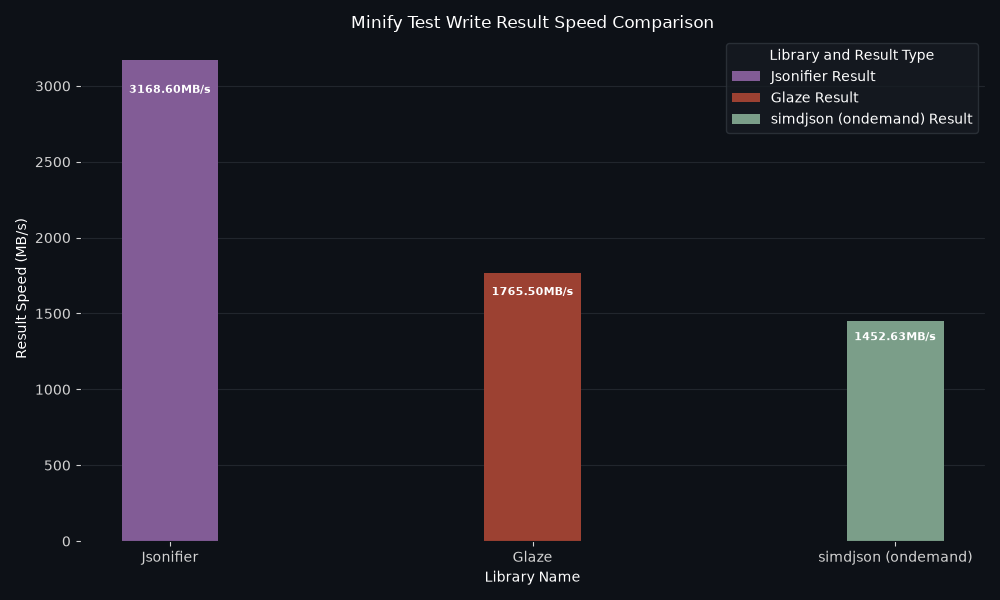 Minify Test Write Result Speed Comparison
Library and Result Type
Jsonifier Result
Glaze Result
simdjson (ondemand) Result
Result Speed (MB/s)
3000
2500
2000
1500
1000
500
0
3168.60MB/s
1765.50MB/s
1452.63MB/s
Jsonifier
Glaze
simdjson (ondemand)
Library Name